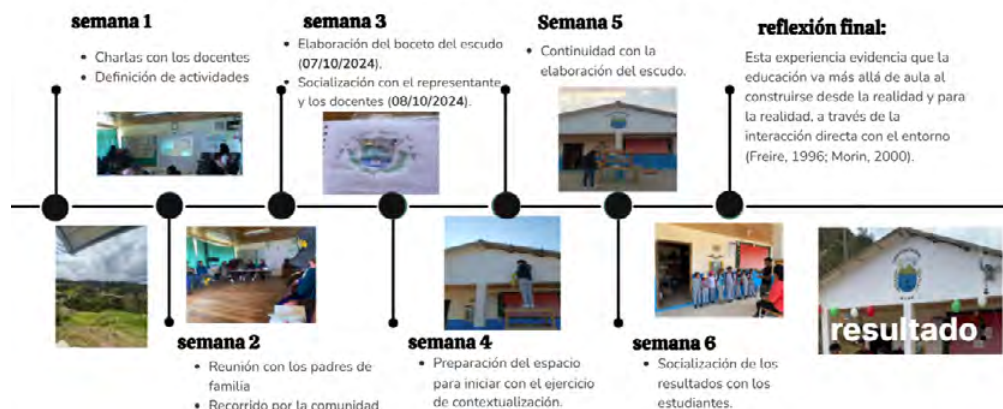 semana 1
• Charlas con los docentes
• Definición de actividades
semana 2
• Reunión con los padres de
familia
• Recorrido por la comunidad
semana 3
• Elaboración del boceto del escudo
(07/10/2024).
• Socialización con el representante
y los docentes (08/10/2024).
semana 4
• Preparación del espacio
para iniciar con el ejercicio
de contextualización.
Semana 5
• Continuidad con la
elaboración del escudo.
semana 6
• Socialización de los
resultados con los
estudiantes.
reflexión final:
Esta experiencia evidencia que la
educación va más allá de aula al
construirse desde la realidad y para
la realidad, a través de la
interacción directa con el entorno
(Freire, 1996; Morin, 2000).
resultado